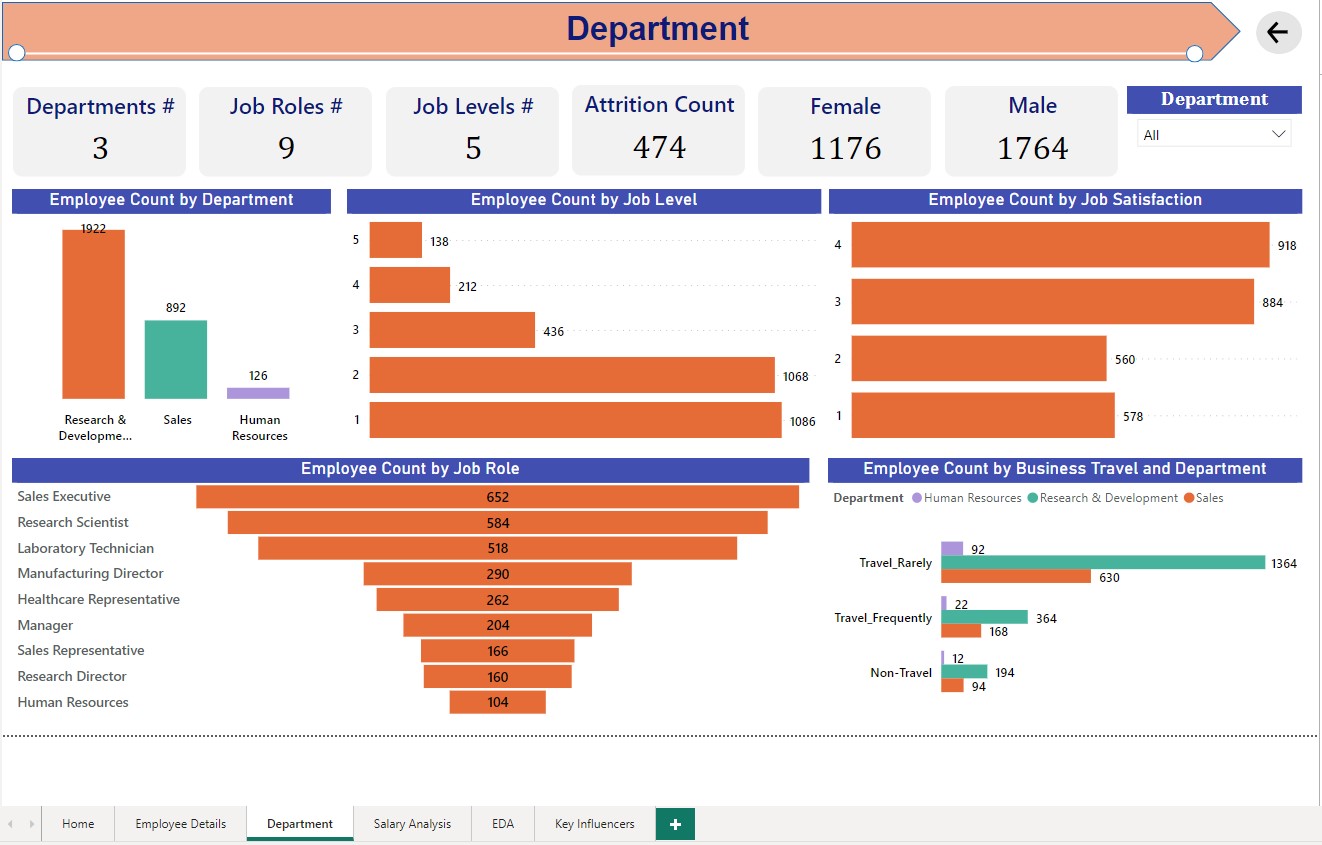 Department
Departments #
3
Job Roles #
9
Job Levels #
5
Attrition Count
474
Female
1176
Male
1764
Department
All
Employee Count by Department
1922
892
126
Research & Developme...
Sales
Human Resources
Employee Count by Job Level
5 138
4 212
3 436
2 1068
1 1086
Employee Count by Job Satisfaction
4 918
3 884
2 560
1 578
Employee Count by Job Role
Sales Executive 652
Research Scientist 584
Laboratory Technician 518
Manufacturing Director 290
Healthcare Representative 262
Manager 204
Sales Representative 166
Research Director 160
Human Resources 104
Employee Count by Business Travel and Department
Department Human Resources Research & Development Sales
Travel_Rarely
92
1364
630
Travel_Frequently
22
364
168
Non-Travel
12
194
94
Home Employee Details Department Salary Analysis EDA Key Influencers +